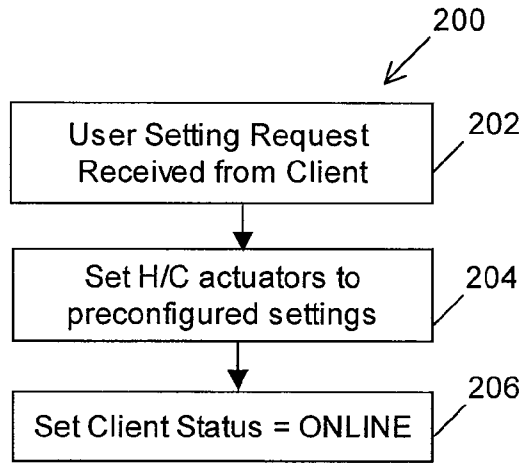 200
User Setting Request
Received from Client
202
Set H/C actuators to
preconfigured settings
204
Set Client Status = ONLINE
206